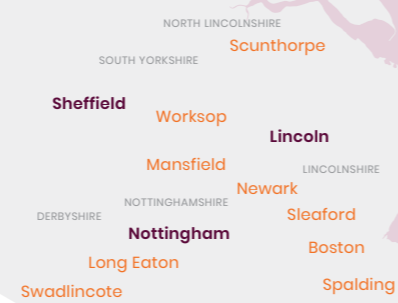 NORTH LINCOLNSHIRE
Scunthorpe
SOUTH YORKSHIRE
Sheffield
Worksop
Lincoln
Mansfield
LINCOLNSHIRE
Newark
NOTTINGHAMSHIRE
DERBYSHIRE
Sleaford
Nottingham
Boston
Long Eaton
Spalding
Swadlincote